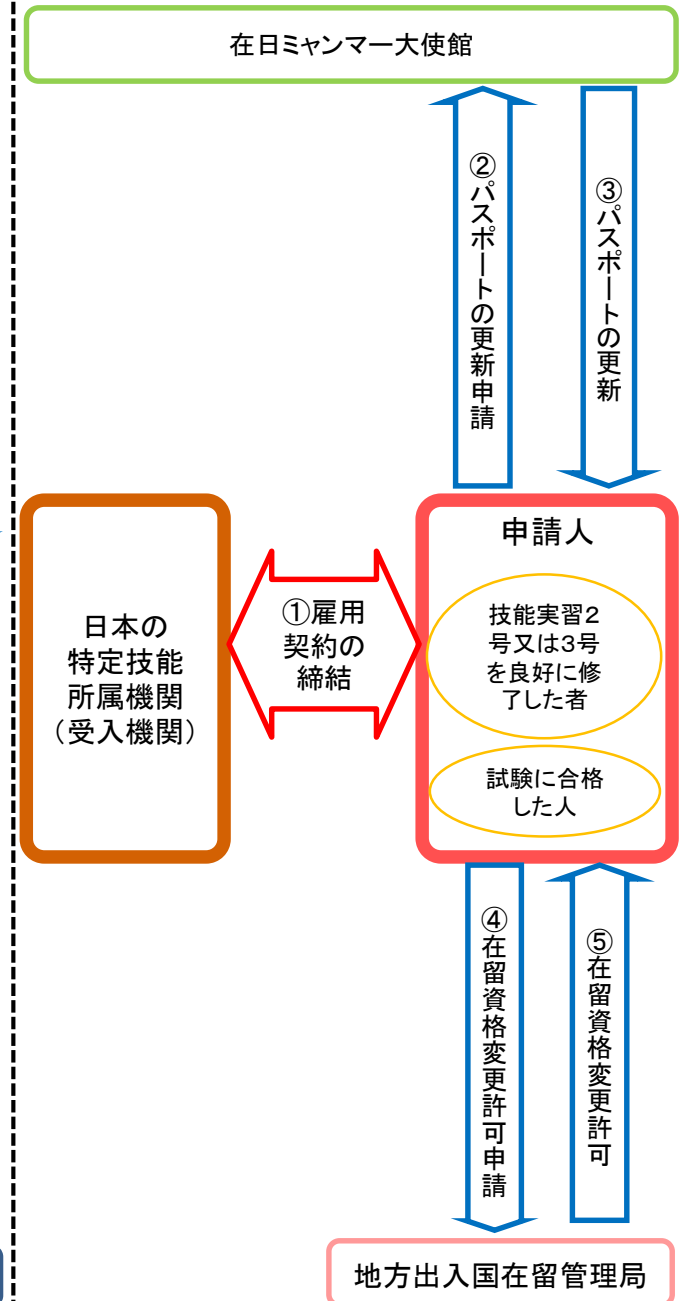 在日ミャンマー大使館
②パスポートの更新申請
③パスポートの更新
日本の
特定技能
所属機関
（受入機関）
①雇用
契約の
締結
申請人
技能実習２
号又は３号
を良好に修
了した者
試験に合格
した人
④在留資格変更許可申請
⑤在留資格変更許可
地方出入国在留管理局